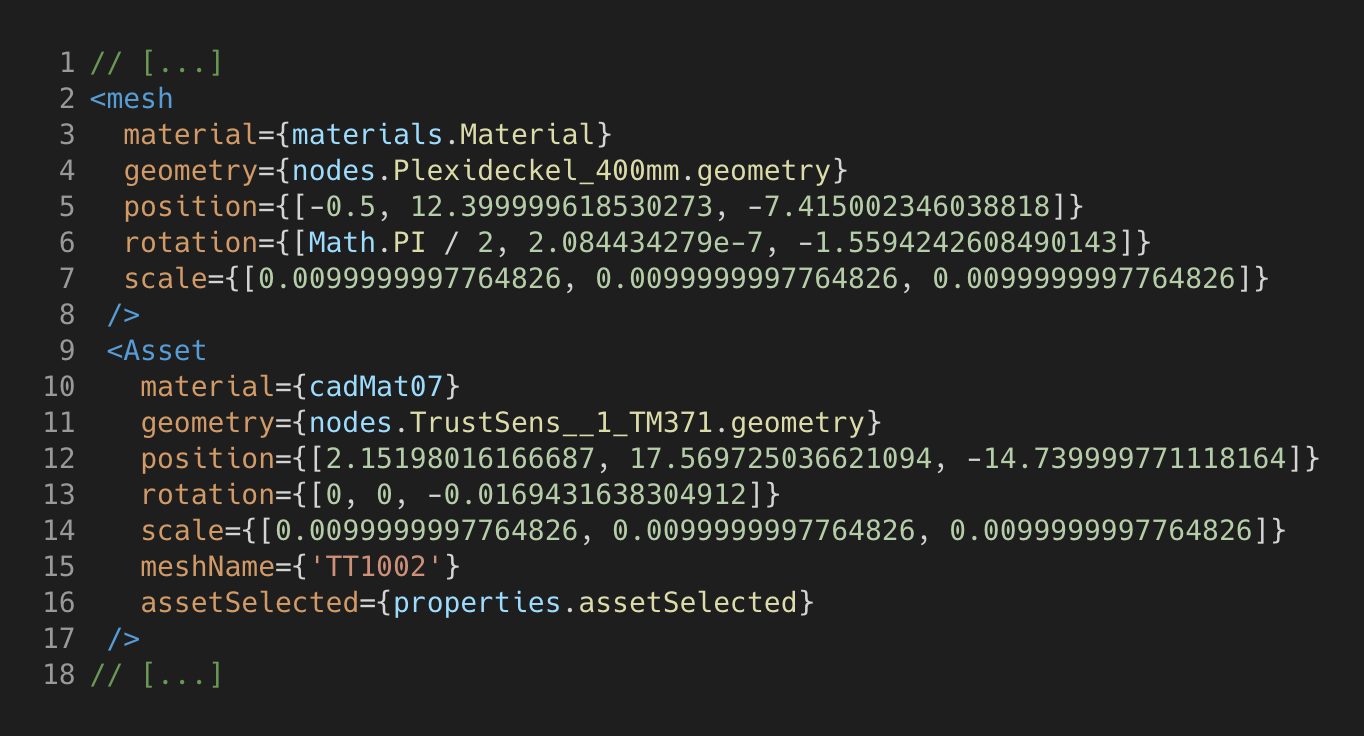 1 // [...]
2 <mesh
3   material={materials.Material}
4   geometry={nodes.Plexideckel_400mm.geometry}
5   position={[-0.5, 12.399999618530273, -7.415002346038818]}
6   rotation={[Math.PI / 2, 2.084434279e-7, -1.5594242608490143]}
7   scale={[0.0099999997764826, 0.0099999997764826, 0.0099999997764826]}
8  />
9  <Asset
10    material={cadMat07}
11    geometry={nodes.TrustSens__1_TM371.geometry}
12    position={[2.15198016166687, 17.569725036621094, -14.739999771118164]}
13    rotation={[0, 0, -0.0169431638304912]}
14    scale={[0.0099999997764826, 0.0099999997764826, 0.0099999997764826]}
15    meshName={'TT1002'}
16    assetSelected={properties.assetSelected}
17  />
18 // [...]